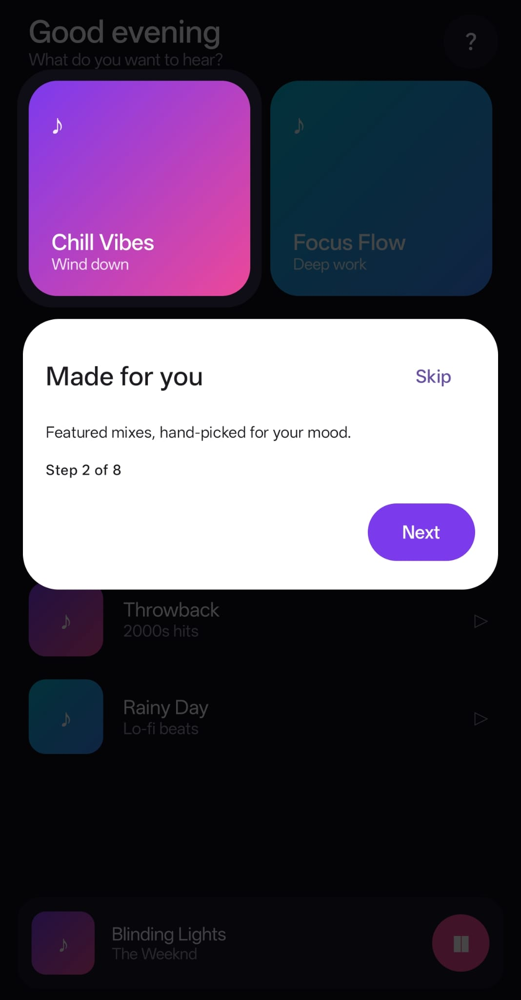 Good evening
What do you want to hear?
?
♪
Chill Vibes
Wind down
♪
Focus Flow
Deep work
Made for you
Skip
Featured mixes, hand-picked for your mood.
Step 2 of 8
Next
♪
Throwback
2000s hits
♪
Rainy Day
Lo-fi beats
♪
Blinding Lights
The Weeknd